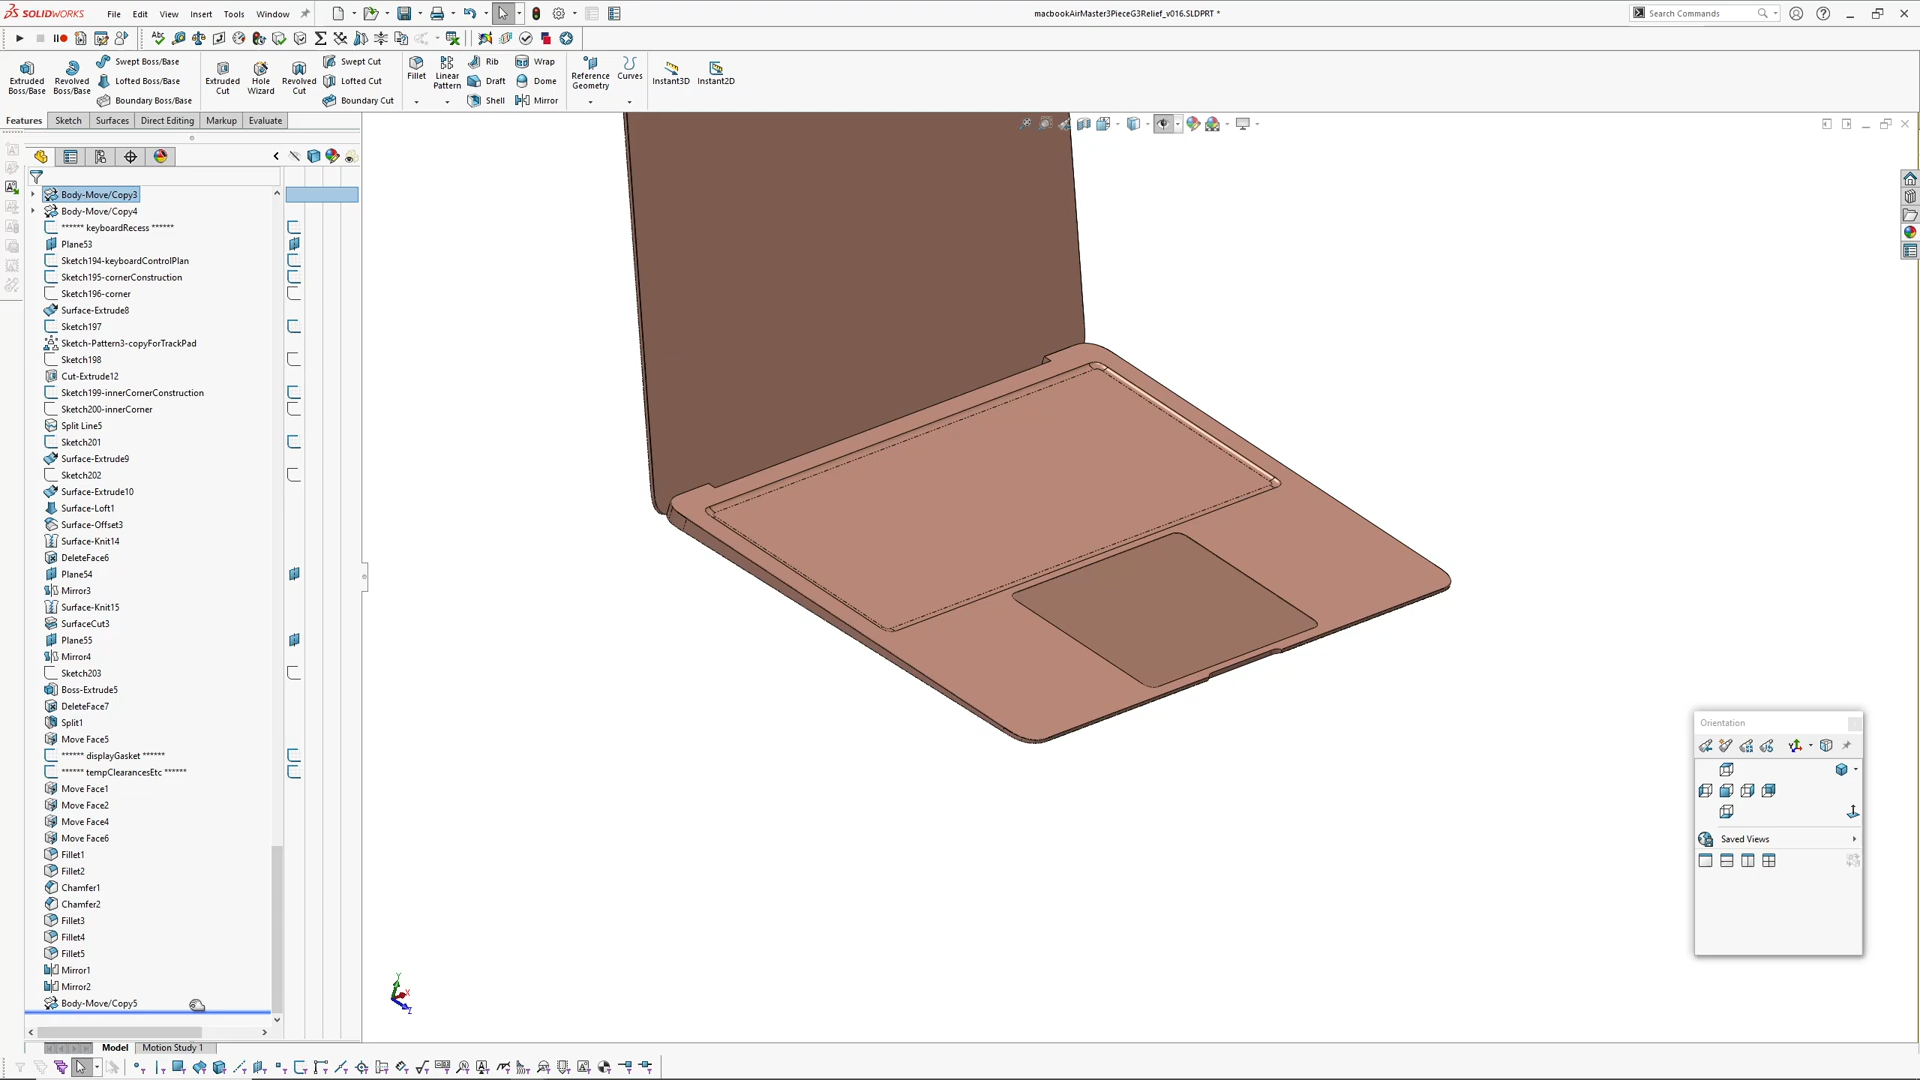 SOLIDWORKS File Edit View Insert Tools Window
macbookAirMaster3PieceG3Relief_v016.SLDPRT *
Search Commands
Extruded Boss/Base
Revolved Boss/Base
Swept Boss/Base
Lofted Boss/Base
Boundary Boss/Base
Extruded Cut
Hole Wizard
Revolved Cut
Swept Cut
Lofted Cut
Boundary Cut
Fillet
Linear Pattern
Rib
Draft
Shell
Wrap
Dome
Mirror
Reference Geometry
Curves
Instant3D
Instant2D
Features Sketch Surfaces Direct Editing Markup Evaluate
Body-Move/Copy3
Body-Move/Copy4
****** keyboardRecess ******
Plane53
Sketch194-keyboardControlPlan
Sketch195-cornerConstruction
Sketch196-corner
Surface-Extrude8
Sketch197
Sketch-Pattern3-copyForTrackPad
Sketch198
Cut-Extrude12
Sketch199-innerCornerConstruction
Sketch200-innerCorner
Split Line5
Sketch201
Surface-Extrude9
Sketch202
Surface-Extrude10
Surface-Loft1
Surface-Offset3
Surface-Knit14
DeleteFace6
Plane54
Mirror3
Surface-Knit15
SurfaceCut3
Plane55
Mirror4
Sketch203
Boss-Extrude5
DeleteFace7
Split1
Move Face5
****** displayGasket ******
****** tempClearancesEtc ******
Move Face1
Move Face2
Move Face4
Move Face6
Fillet1
Fillet2
Chamfer1
Chamfer2
Fillet3
Fillet4
Fillet5
Mirror1
Mirror2
Body-Move/Copy5
Model Motion Study 1
Orientation
Saved Views
Y
X
Z